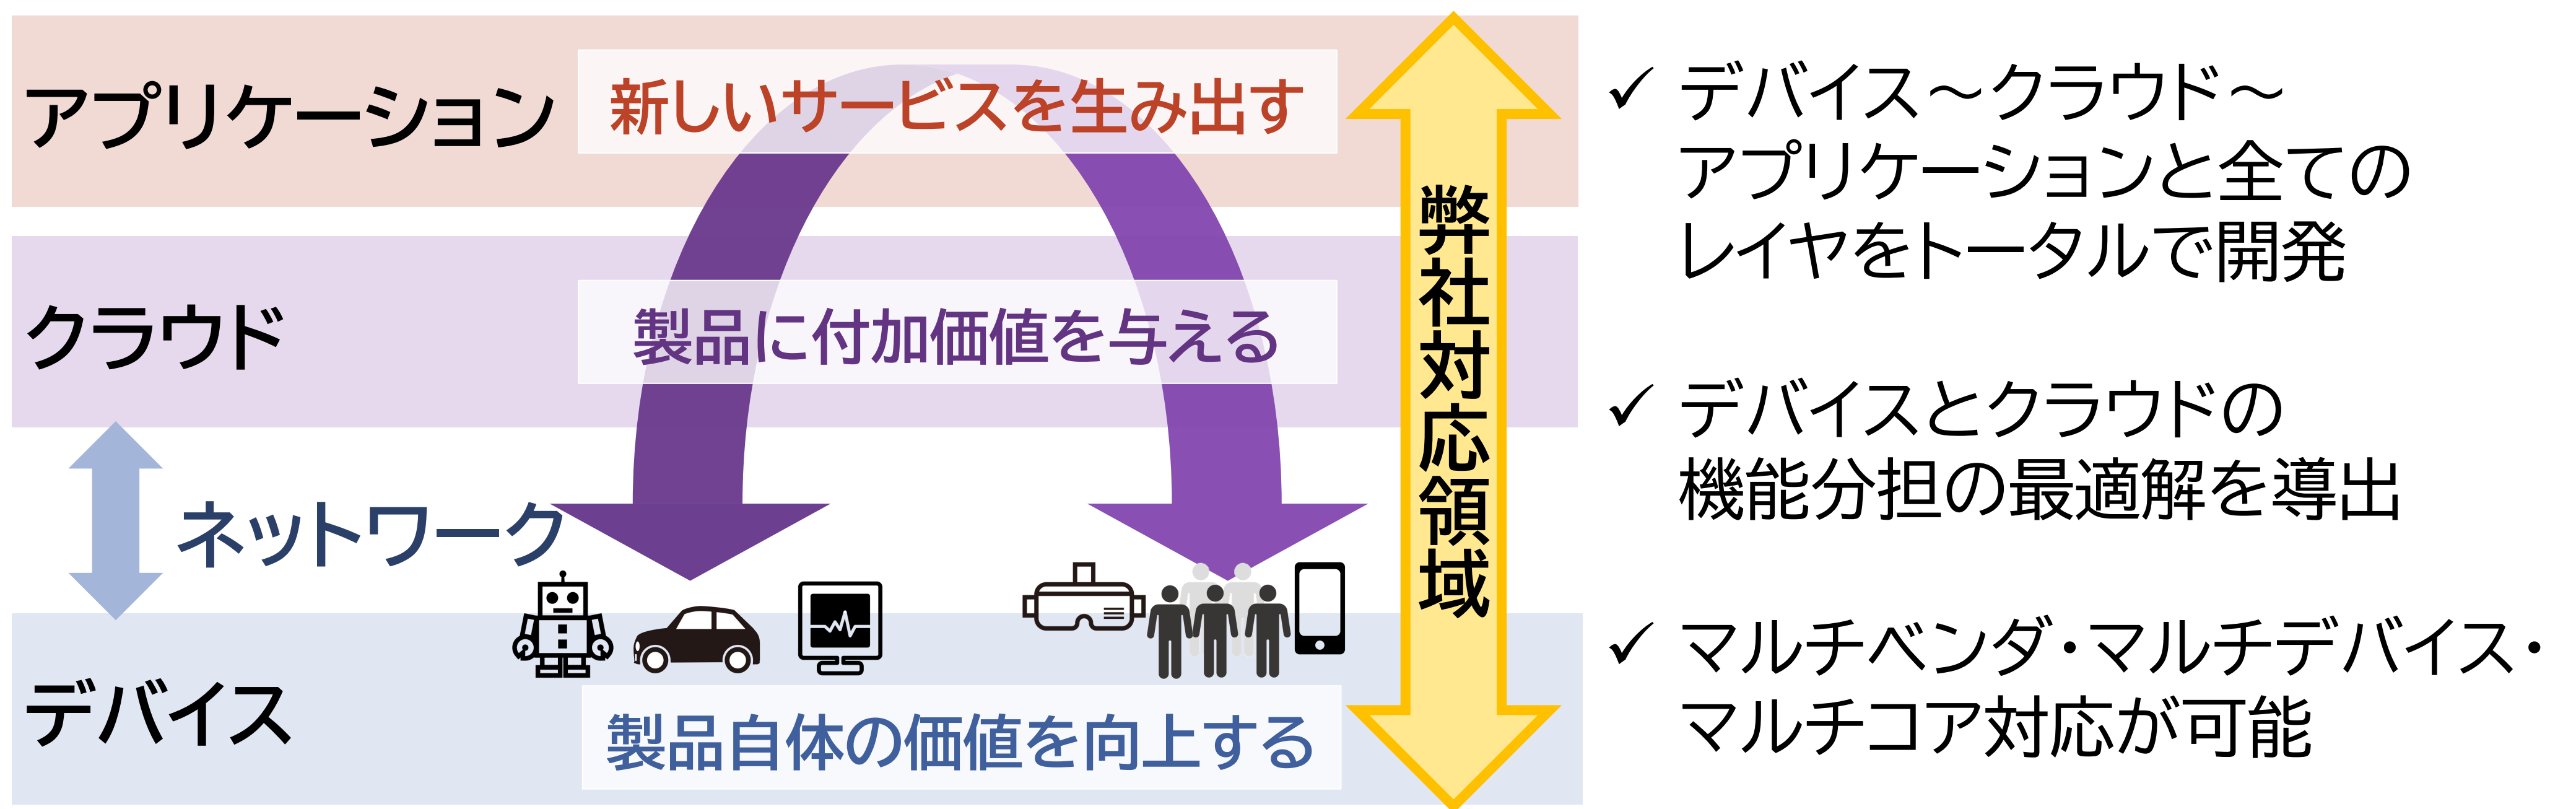 アプリケーション
新しいサービスを生み出す
クラウド
製品に付加価値を与える
ネットワーク
デバイス
製品自体の価値を向上する
弊社対応領域
✓ デバイス～クラウド～
アプリケーションと全ての
レイヤをトータルで開発
✓ デバイスとクラウドの
機能分担の最適解を導出
✓ マルチベンダ・マルチデバイス・
マルチコア対応が可能